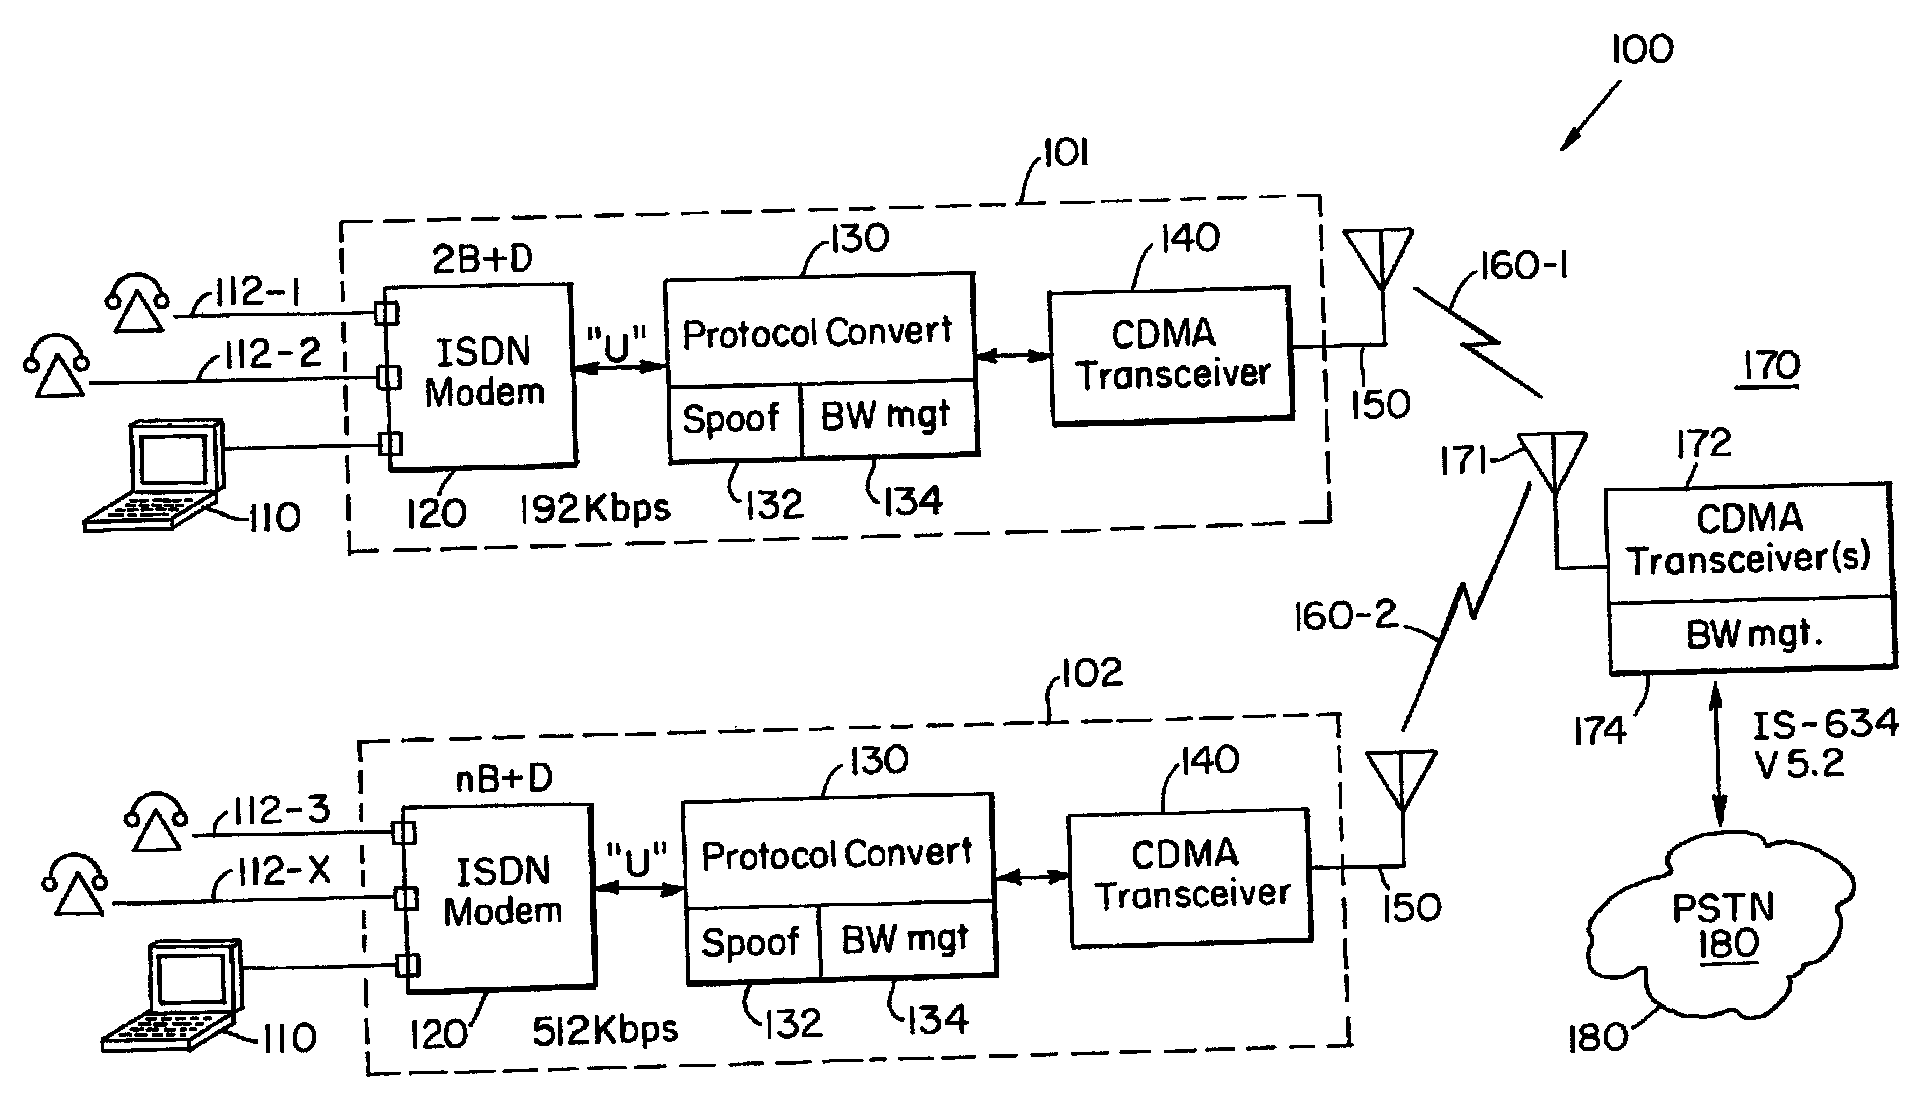 100
101
130
140
2B+D
160-1
112-1
"U"
Protocol Convert
CDMA
Transceiver
112-2
ISDN
Modem
170
Spoof
BW mgt
150
171
172
110
120
192Kbps
132
134
CDMA
Transceiver(s)
160-2
BW mgt.
102
174
IS-634
V 5.2
130
140
nB+D
112-3
"U"
Protocol Convert
CDMA
Transceiver
112-X
ISDN
Modem
150
PSTN
180
Spoof
BW mgt
110
120
512Kbps
132
134
180